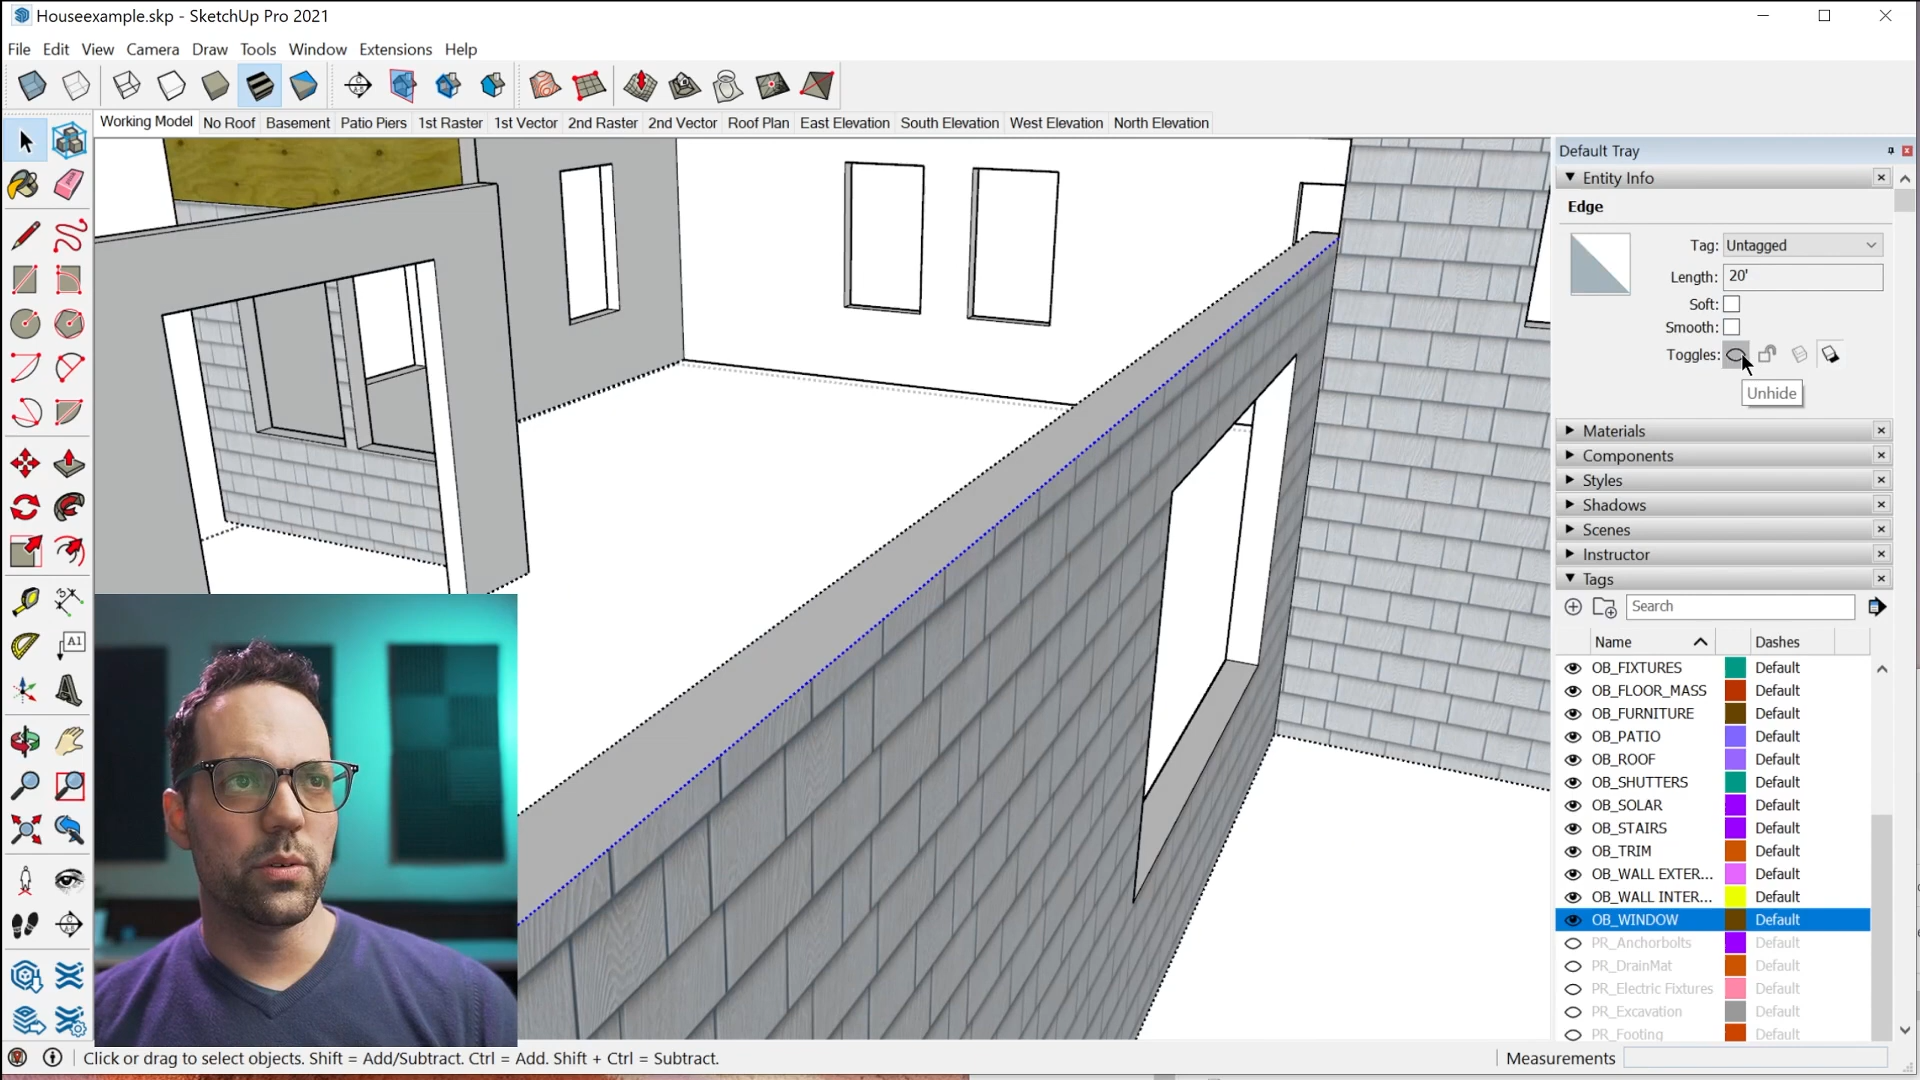 Houseexample.skp - SketchUp Pro 2021
File Edit View Camera Draw Tools Window Extensions Help
Working Model No Roof Basement Patio Piers 1st Raster 1st Vector 2nd Raster 2nd Vector Roof Plan East Elevation South Elevation West Elevation North Elevation
Default Tray
Entity Info
Edge
Tag: Untagged
Length: 20'
Soft:
Smooth:
Toggles:
Unhide
Materials
Components
Styles
Shadows
Scenes
Instructor
Tags
Search
Name Dashes
OB_FIXTURES Default
OB_FLOOR_MASS Default
OB_FURNITURE Default
OB_PATIO Default
OB_ROOF Default
OB_SHUTTERS Default
OB_SOLAR Default
OB_STAIRS Default
OB_TRIM Default
OB_WALL EXTER... Default
OB_WALL INTER... Default
OB_WINDOW Default
PR_Anchorbolts Default
PR_DrainMat Default
PR_Electric Fixtures Default
PR_Excavation Default
PR_Footing Default
A1
Click or drag to select objects. Shift = Add/Subtract. Ctrl = Add. Shift + Ctrl = Subtract.
Measurements